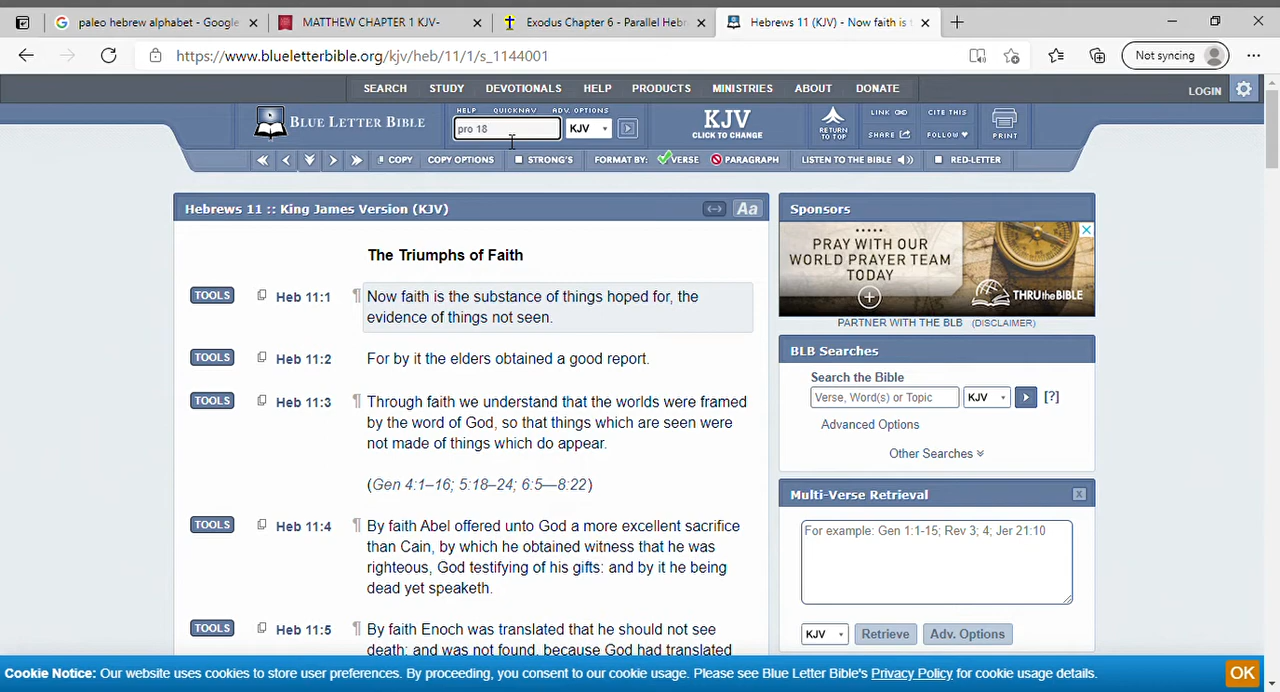 paleo hebrew alphabet - Google
MATTHEW CHAPTER 1 KJV-
Exodus Chapter 6 - Parallel Hebr
Hebrews 11 (KJV) - Now faith is
https://www.blueletterbible.org/kjv/heb/11/1/s_1144001
Not syncing
SEARCH STUDY DEVOTIONALS HELP PRODUCTS MINISTRIES ABOUT DONATE
LOGIN
BLUE LETTER BIBLE
HELP QUICKNAV ADV. OPTIONS
pro 18 KJV
KJV
CLICK TO CHANGE
RETURN TO TOP
LINK CITE THIS
SHARE FOLLOW
PRINT
COPY COPY OPTIONS STRONG'S FORMAT BY: VERSE PARAGRAPH LISTEN TO THE BIBLE RED-LETTER
Hebrews 11 :: King James Version (KJV)
Aa
The Triumphs of Faith
TOOLS Heb 11:1 ¶ Now faith is the substance of things hoped for, the
evidence of things not seen.
TOOLS Heb 11:2 For by it the elders obtained a good report.
TOOLS Heb 11:3 ¶ Through faith we understand that the worlds were framed
by the word of God, so that things which are seen were
not made of things which do appear.
(Gen 4:1–16; 5:18–24; 6:5—8:22)
TOOLS Heb 11:4 ¶ By faith Abel offered unto God a more excellent sacrifice
than Cain, by which he obtained witness that he was
righteous, God testifying of his gifts: and by it he being
dead yet speaketh.
TOOLS Heb 11:5 ¶ By faith Enoch was translated that he should not see
death; and was not found, because God had translated
Sponsors
PRAY WITH OUR
WORLD PRAYER TEAM
TODAY
THRU the BIBLE
PARTNER WITH THE BLB (DISCLAIMER)
BLB Searches
Search the Bible
Verse, Word(s) or Topic KJV [?]
Advanced Options
Other Searches
Multi-Verse Retrieval
For example: Gen 1:1-15; Rev 3; 4; Jer 21:10
KJV Retrieve Adv. Options
Cookie Notice: Our website uses cookies to store user preferences. By proceeding, you consent to our cookie usage. Please see Blue Letter Bible's Privacy Policy for cookie usage details.
OK